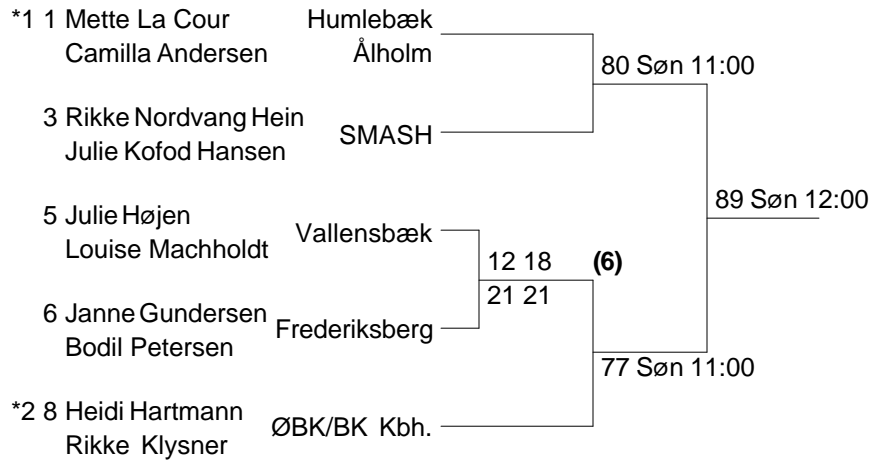 *1 1 Mette La Cour Humlebæk
Camilla Andersen Ålholm
80 Søn 11:00
3 Rikke Nordvang Hein
Julie Kofod Hansen SMASH
89 Søn 12:00
5 Julie Højen
Louise Machholdt Vallensbæk
12 18 (6)
21 21
6 Janne Gundersen
Bodil Petersen Frederiksberg
77 Søn 11:00
*2 8 Heidi Hartmann
Rikke Klysner ØBK/BK Kbh.